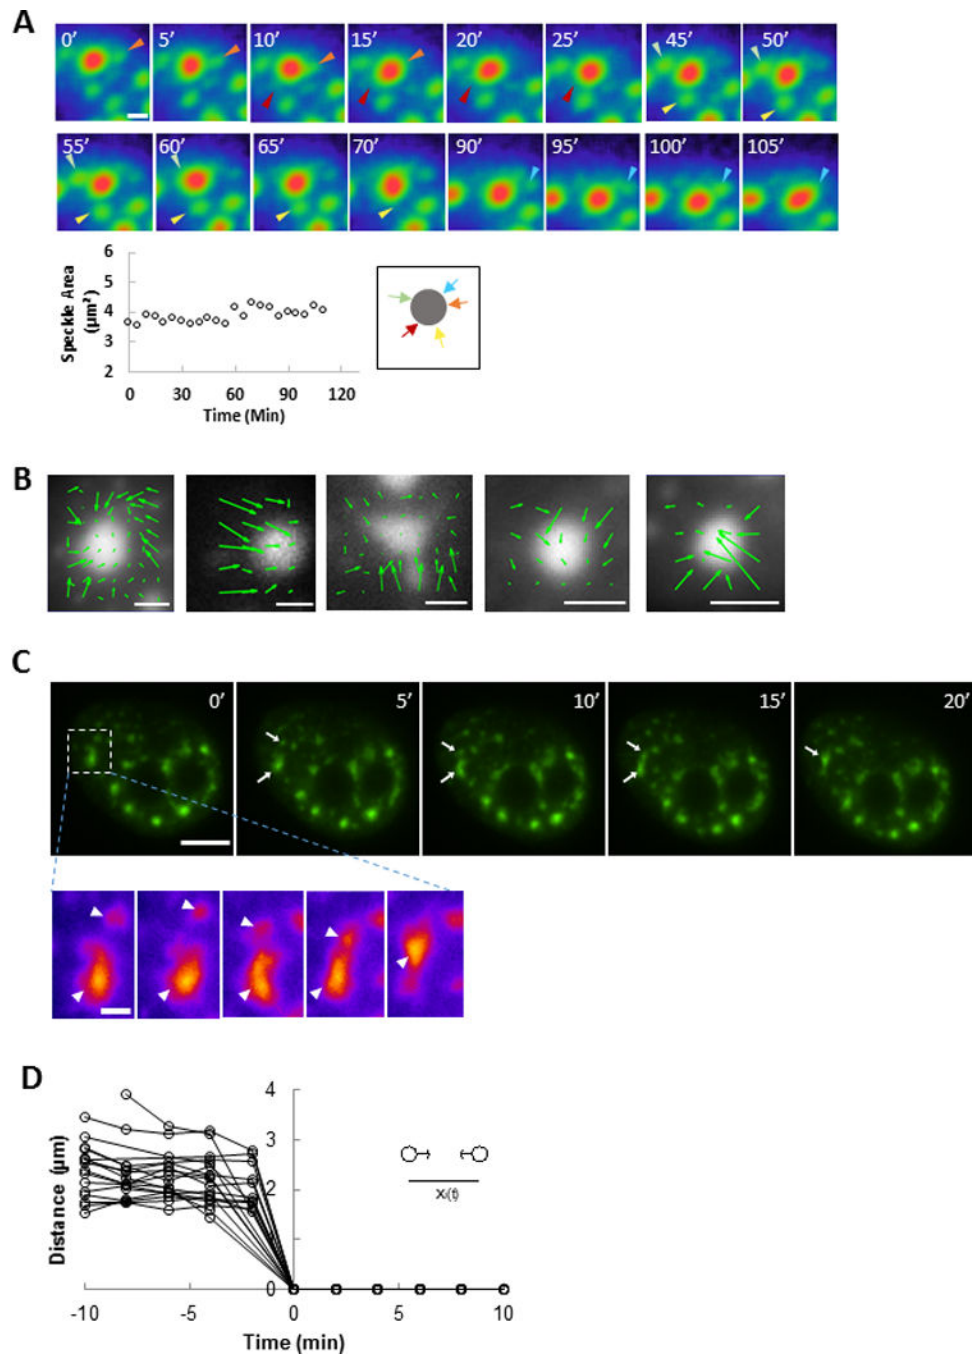 A
0’ 5’ 10’ 15’ 20’ 25’ 45’ 50’
55’ 60’ 65’ 70’ 90’ 95’ 100’ 105’
6
5
4
3
2
Speckle Area
(µm²)
0 30 60 90 120
Time (Min)
B
C
0’ 5’ 10’ 15’ 20’
D
4
3
2
0
Distance (µm)
-10 -5 0 5 10
Time (min)